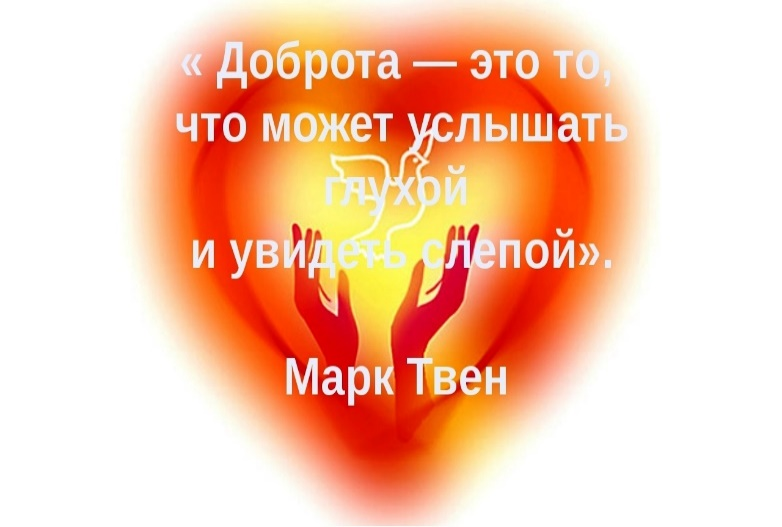 « Доброта — это то,
что может услышать
глухой
и увидеть слепой».
Марк Твен